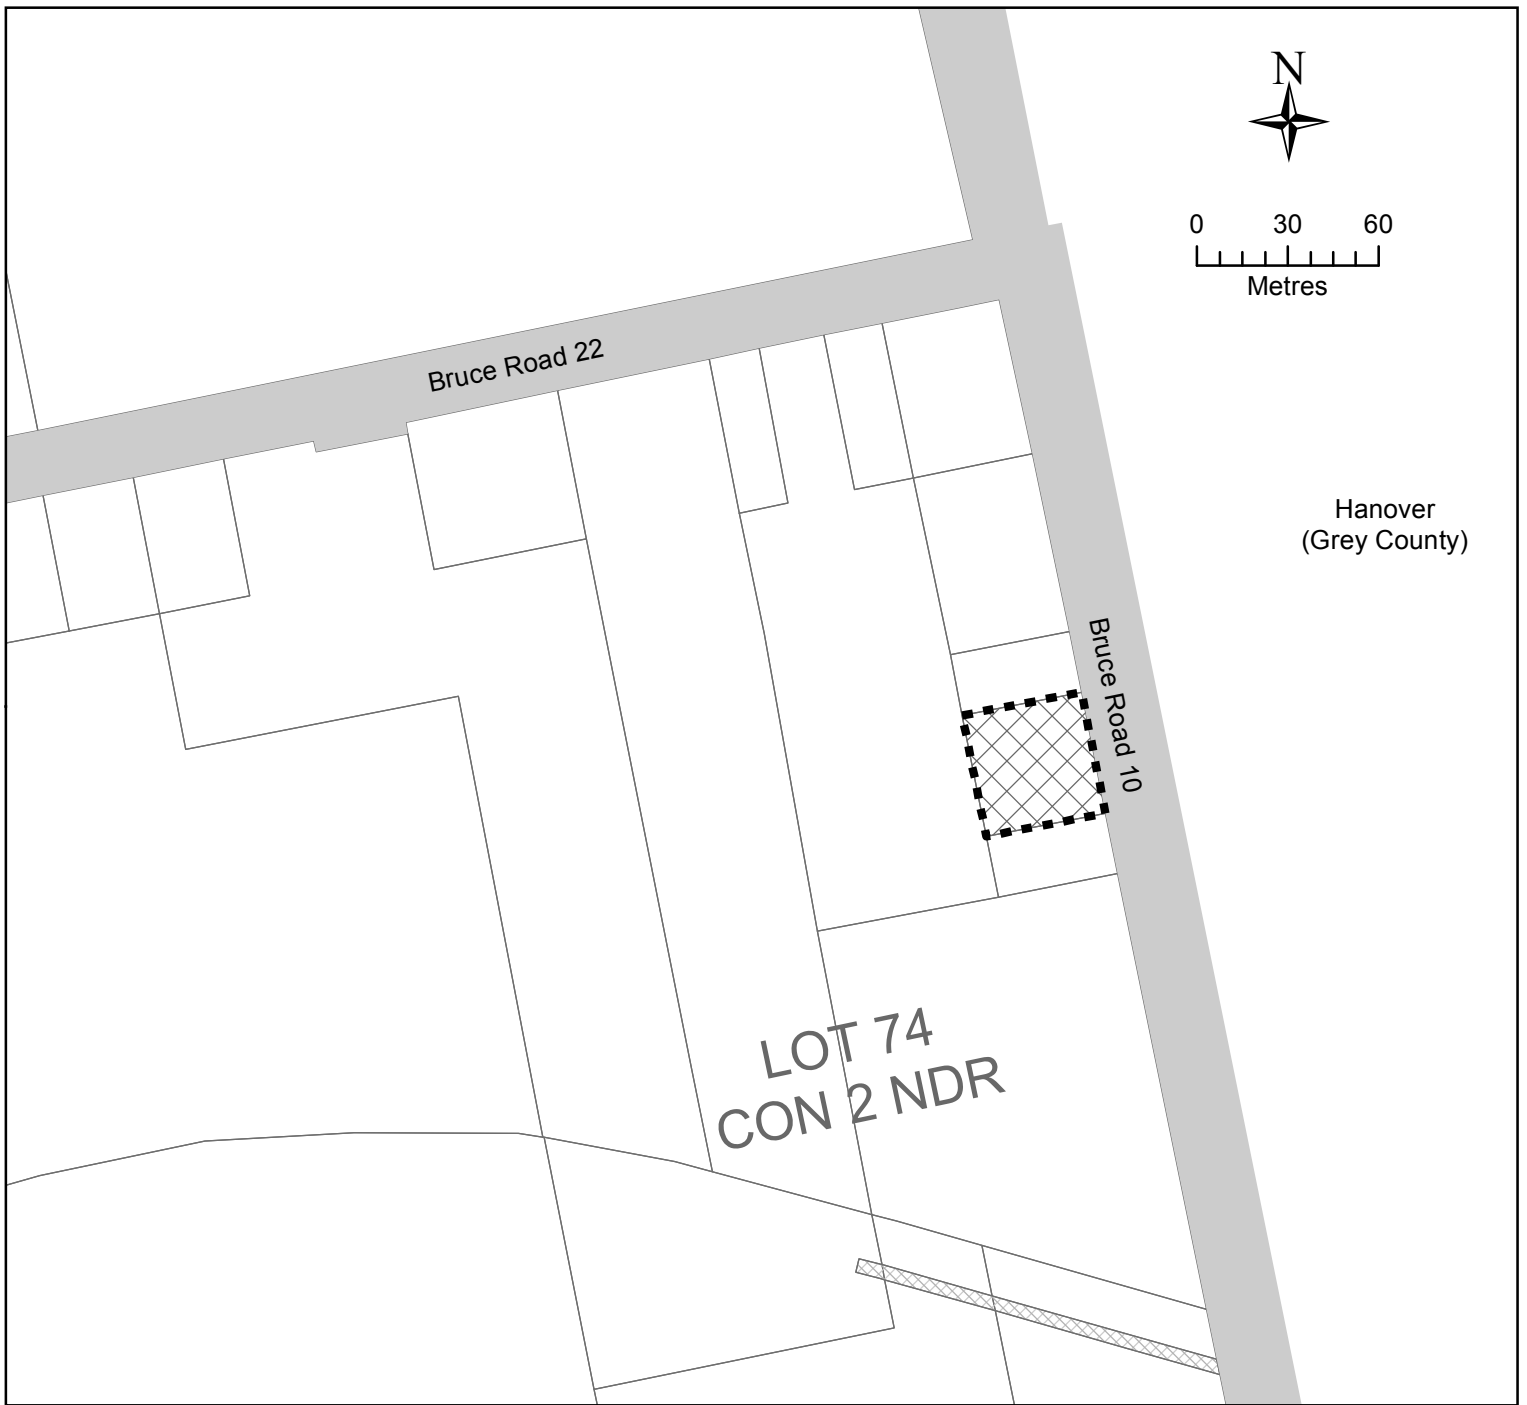 N
0 30 60
Metres
Bruce Road 22
Hanover
(Grey County)
Bruce Road 10
LOT 74
CON 2 NDR